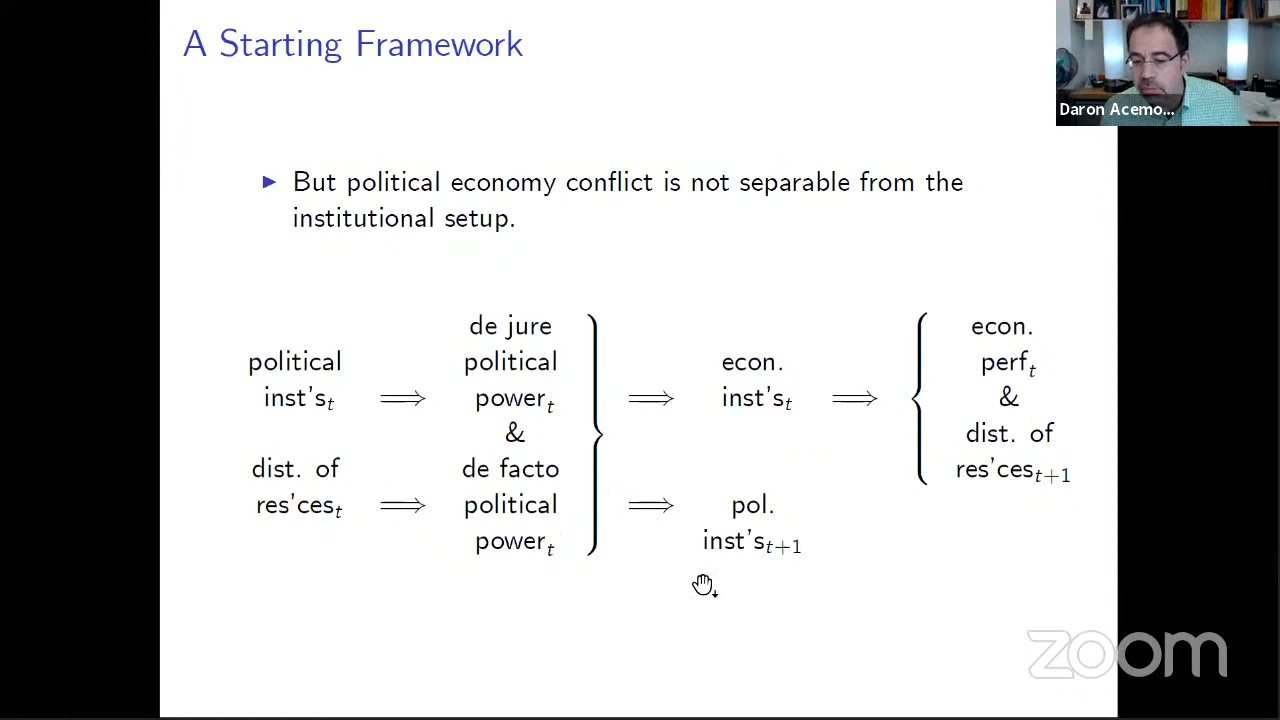 A Starting Framework
Daron Acemo...
▶ But political economy conflict is not separable from the
institutional setup.
political
inst's_t
⟹
de jure
political
power_t
&
dist. of
res'ces_t
⟹
de facto
political
power_t
⟹
econ.
inst's_t
⟹
econ.
perf_t
&
dist. of
res'ces_{t+1}
⟹
pol.
inst's_{t+1}
zoom